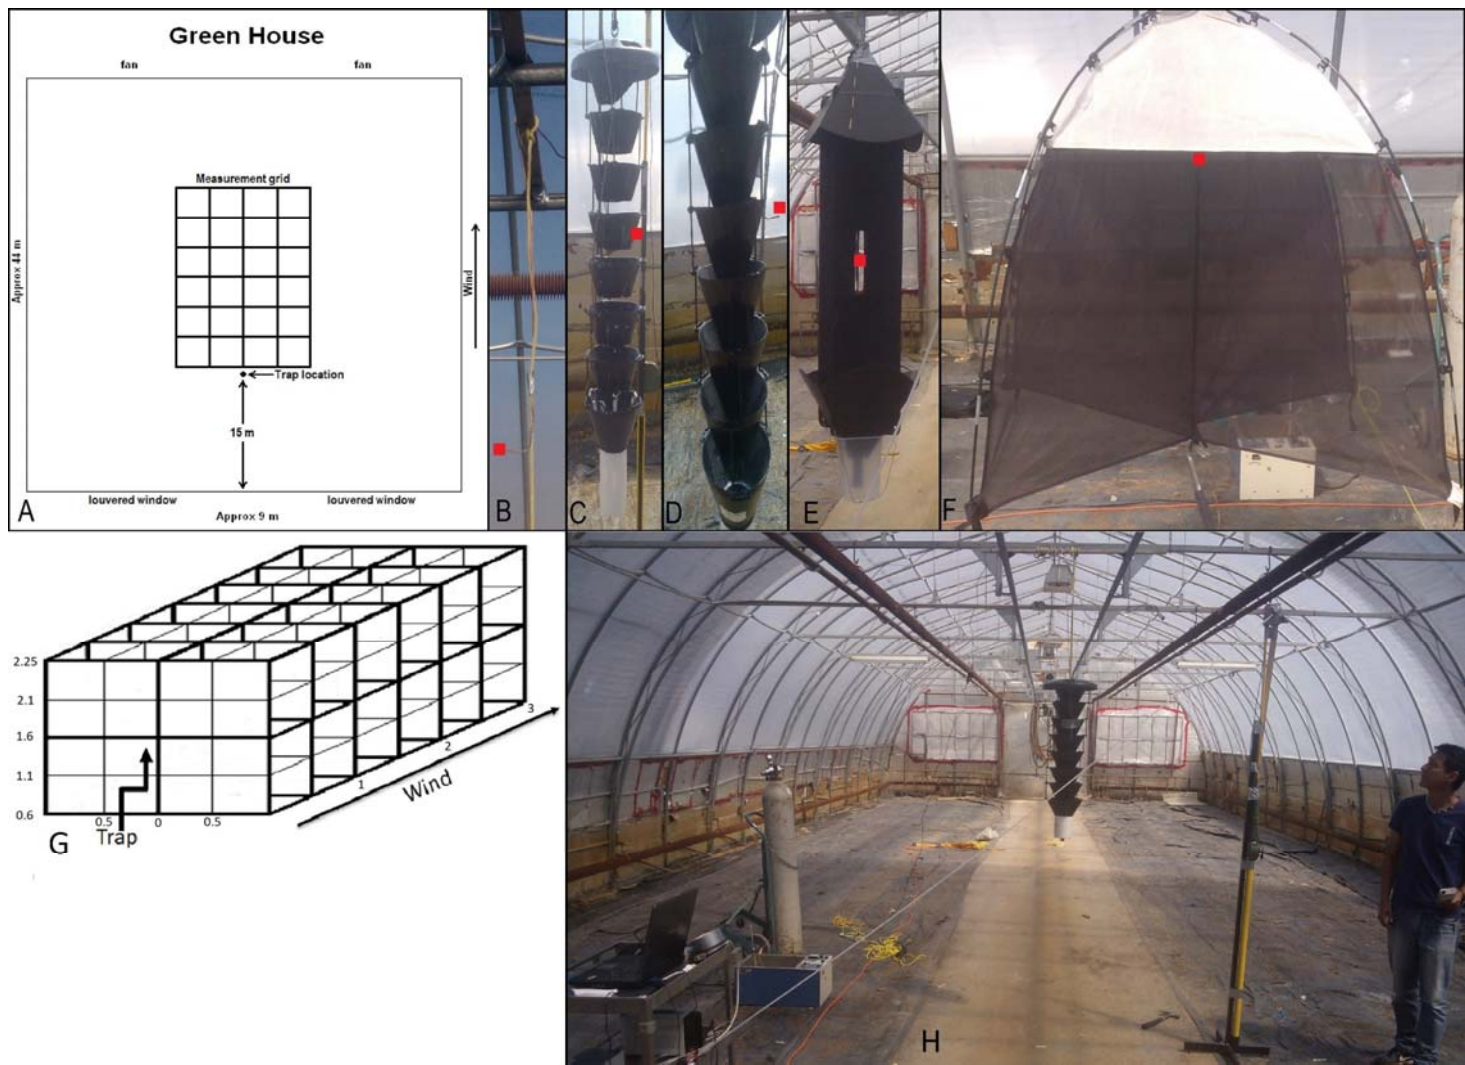 Green House
fan fan
Measurement grid
Approx 44 m
Wind
Trap location
15 m
louvered window louvered window
Approx 9 m
A
B
C
D
E
F
2.25
2.1
1.6
1.1
0.6
0.5 0 0.5
1
2
3
Wind
Trap
G
H